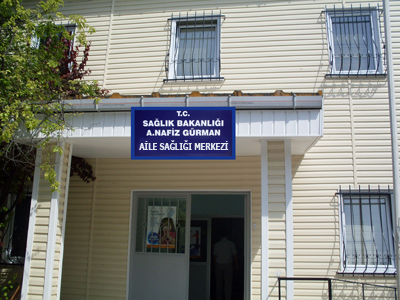 T.C.
SAĞLIK BAKANLIĞI
A.NAFİZ GÜRMAN
AİLE SAĞLIĞI MERKEZİ